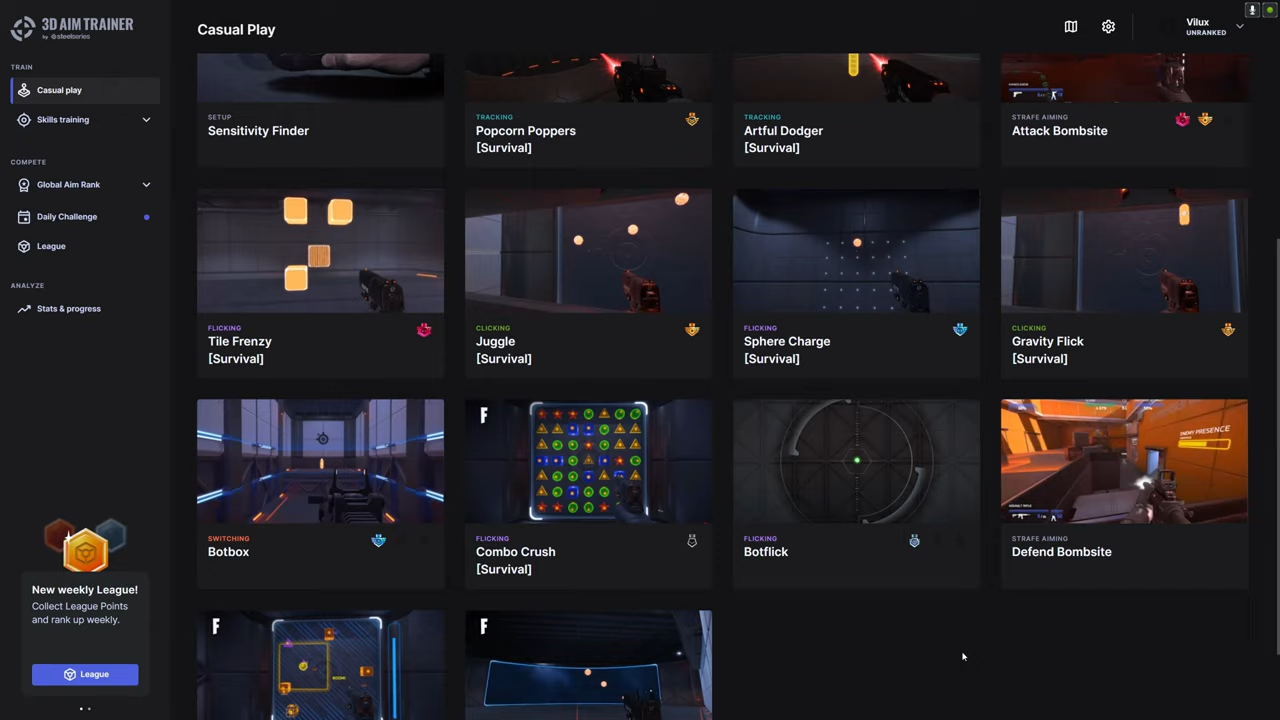 3D AIM TRAINER
by @steelseries
Casual Play
Vilux
UNRANKED
TRAIN
Casual play
Skills training
COMPETE
Global Aim Rank
Daily Challenge
League
ANALYZE
Stats & progress
SETUP
Sensitivity Finder
TRACKING
Popcorn Poppers
[Survival]
TRACKING
Artful Dodger
[Survival]
STRAFE AIMING
Attack Bombsite
FLICKING
Tile Frenzy
[Survival]
CLICKING
Juggle
[Survival]
FLICKING
Sphere Charge
[Survival]
CLICKING
Gravity Flick
[Survival]
SWITCHING
Botbox
F
FLICKING
Combo Crush
[Survival]
FLICKING
Botflick
ENEMY PRESENCE
STRAFE AIMING
Defend Bombsite
F
F
New weekly League!
Collect League Points
and rank up weekly.
League